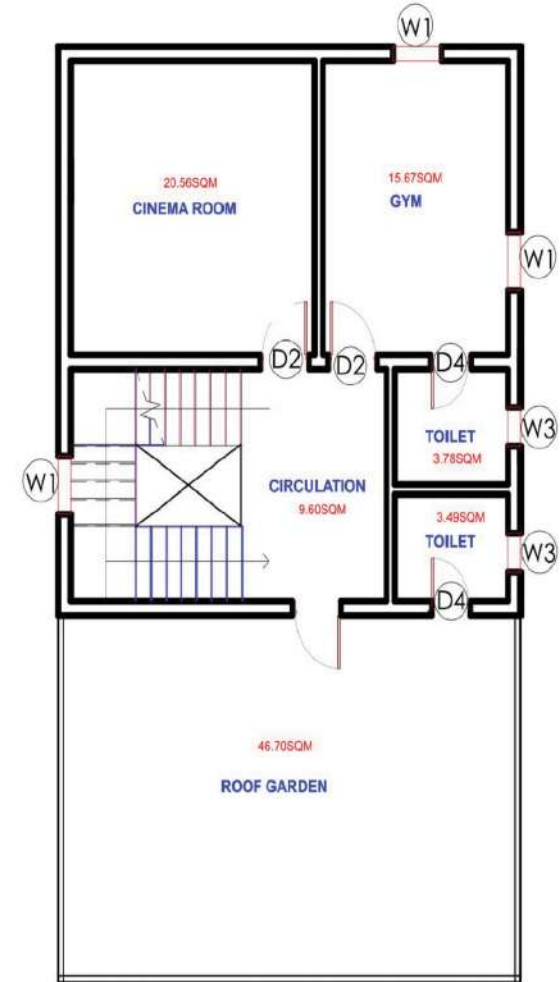 W1
20.56SQM
CINEMA ROOM
15.67SQM
GYM
W1
D2
D2
D4
TOILET
3.78SQM
W3
W1
CIRCULATION
9.60SQM
3.49SQM
TOILET
W3
D4
46.70SQM
ROOF GARDEN